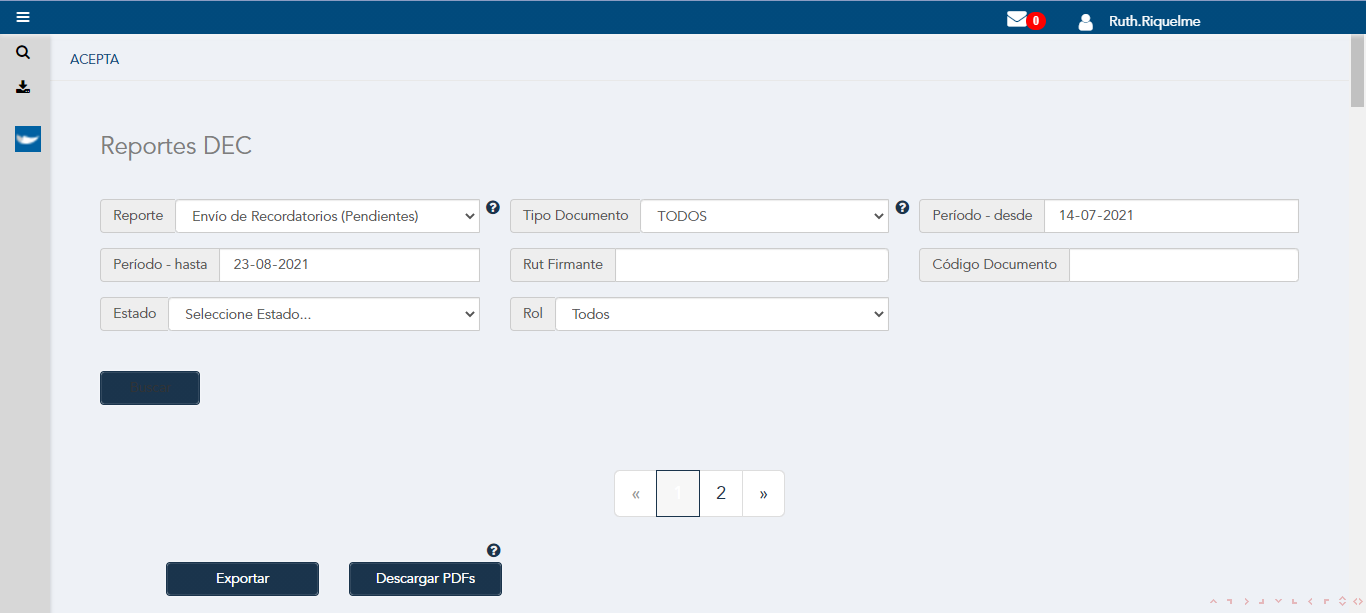 0
Ruth.Riquelme
ACEPTA
Reportes DEC
Reporte Envío de Recordatorios (Pendientes) Tipo Documento TODOS Período - desde 14-07-2021
Período - hasta 23-08-2021 Rut Firmante Código Documento
Estado Seleccione Estado... Rol Todos
Buscar
« 1 2 »
Exportar Descargar PDFs